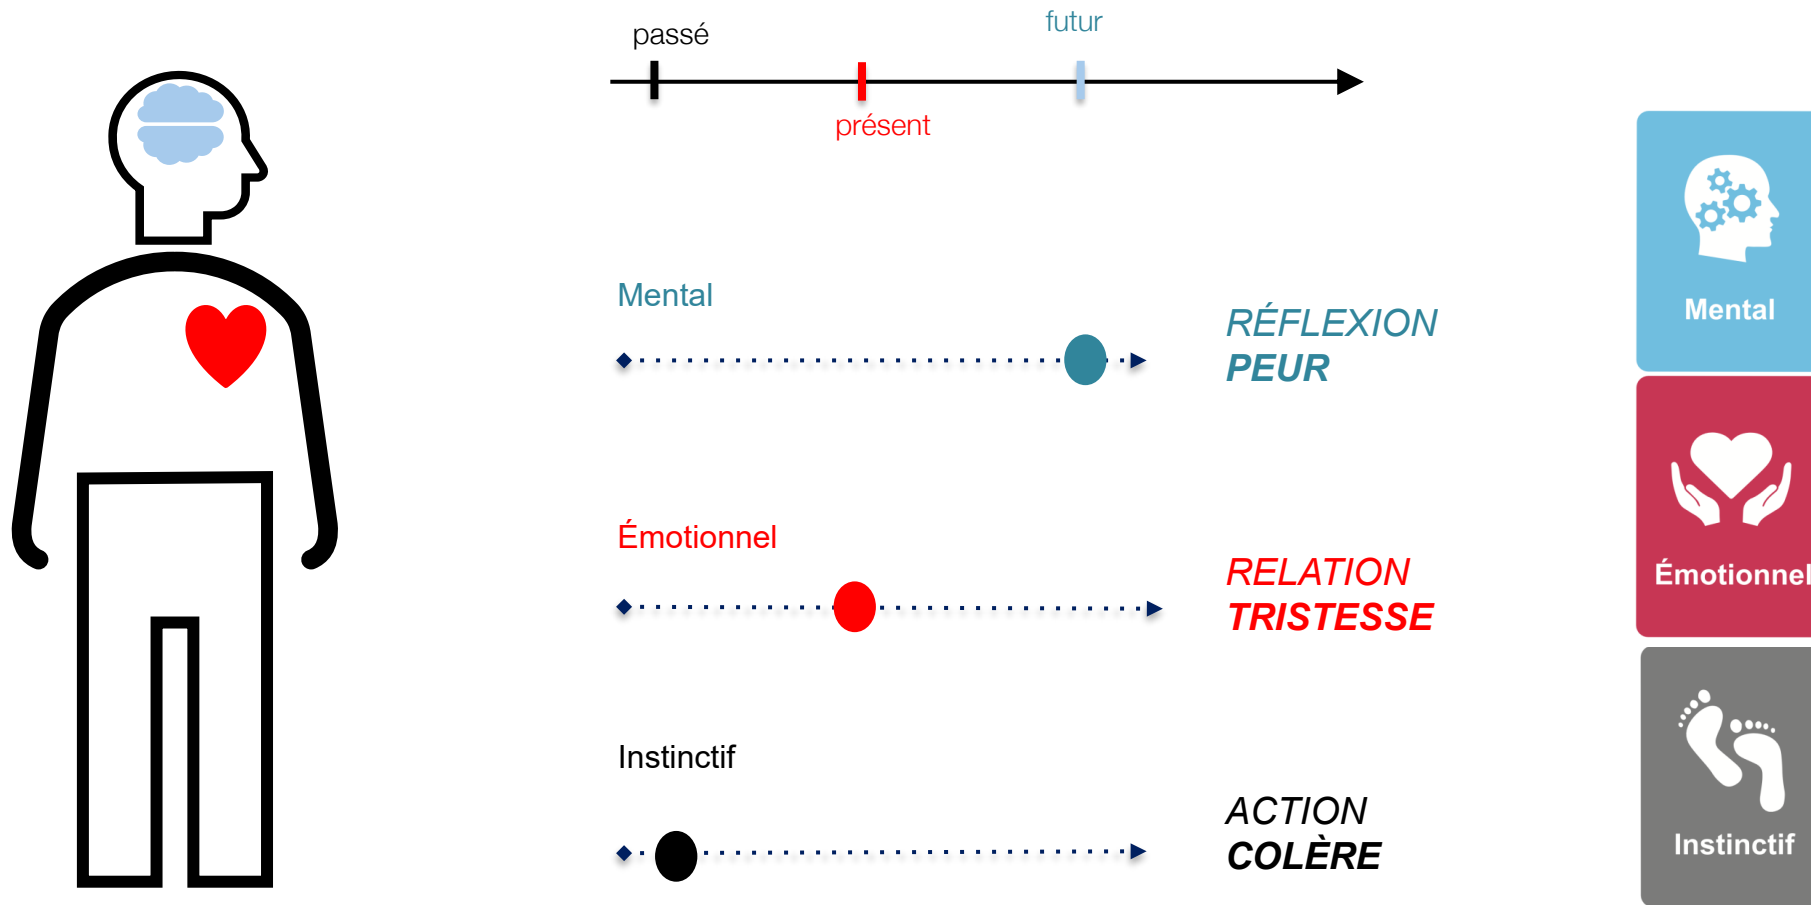 passé
futur
présent
Mental
RÉFLEXION
PEUR
Mental
Émotionnel
RELATION
TRISTESSE
Émotionnel
Instinctif
ACTION
COLÈRE
Instinctif